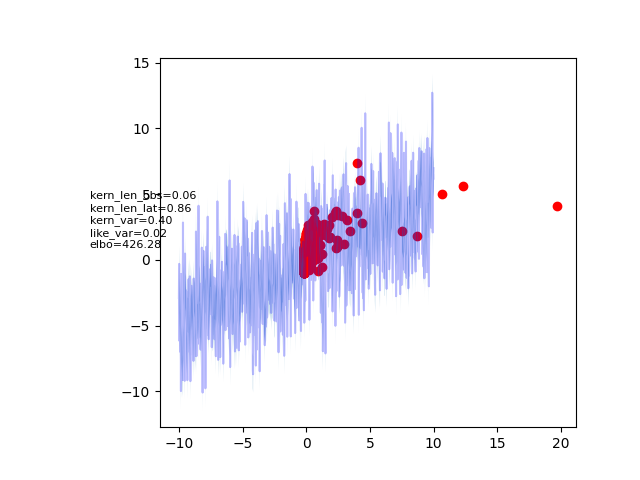 15
10
5
0
−5
−10
kern_len_obs=0.06
kern_len_lat=0.86
kern_var=0.40
like_var=0.02
elbo=426.28
−10 −5 0 5 10 15 20